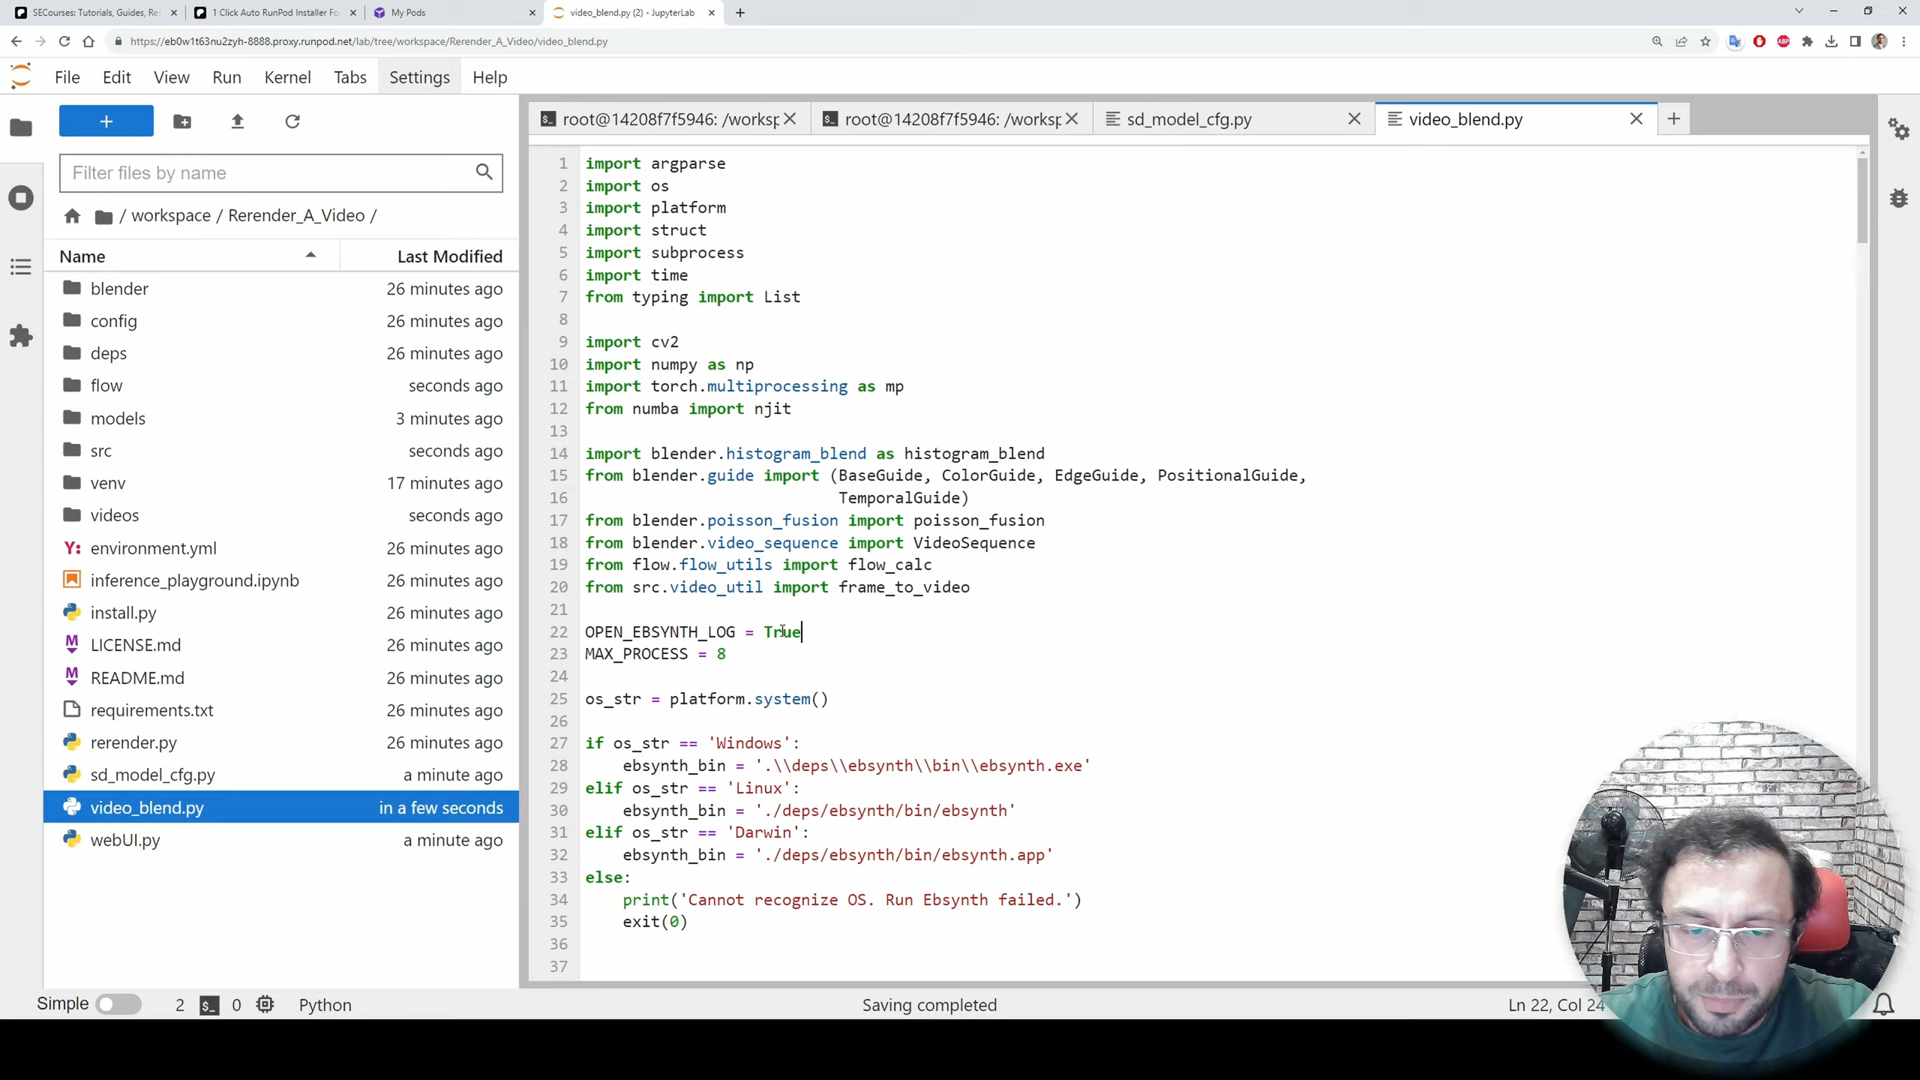 SECourses: Tutorials, Guides, Res
1 Click Auto RunPod Installer Fo
My Pods
video_blend.py (2) - JupyterLab
https://eb0w1t63nu2zyh-8888.proxy.runpod.net/lab/tree/workspace/Rerender_A_Video/video_blend.py
File Edit View Run Kernel Tabs Settings Help
root@14208f7f5946: /worksp
root@14208f7f5946: /worksp
sd_model_cfg.py
video_blend.py
Filter files by name
/ workspace / Rerender_A_Video /
Name Last Modified
blender 26 minutes ago
config 26 minutes ago
deps 26 minutes ago
flow seconds ago
models 3 minutes ago
src seconds ago
venv 17 minutes ago
videos seconds ago
Y: environment.yml 26 minutes ago
inference_playground.ipynb 26 minutes ago
install.py 26 minutes ago
LICENSE.md 26 minutes ago
README.md 26 minutes ago
requirements.txt 26 minutes ago
rerender.py 26 minutes ago
sd_model_cfg.py a minute ago
video_blend.py in a few seconds
webUI.py a minute ago
1 import argparse
2 import os
3 import platform
4 import struct
5 import subprocess
6 import time
7 from typing import List
8
9 import cv2
10 import numpy as np
11 import torch.multiprocessing as mp
12 from numba import njit
13
14 import blender.histogram_blend as histogram_blend
15 from blender.guide import (BaseGuide, ColorGuide, EdgeGuide, PositionalGuide,
16 TemporalGuide)
17 from blender.poisson_fusion import poisson_fusion
18 from blender.video_sequence import VideoSequence
19 from flow.flow_utils import flow_calc
20 from src.video_util import frame_to_video
21
22 OPEN_EBSYNTH_LOG = True
23 MAX_PROCESS = 8
24
25 os_str = platform.system()
26
27 if os_str == 'Windows':
28 ebsynth_bin = '.\\deps\\ebsynth\\bin\\ebsynth.exe'
29 elif os_str == 'Linux':
30 ebsynth_bin = './deps/ebsynth/bin/ebsynth'
31 elif os_str == 'Darwin':
32 ebsynth_bin = './deps/ebsynth/bin/ebsynth.app'
33 else:
34 print('Cannot recognize OS. Run Ebsynth failed.')
35 exit(0)
36
37
Simple 2 $_ 0 Python Saving completed Ln 22, Col 24